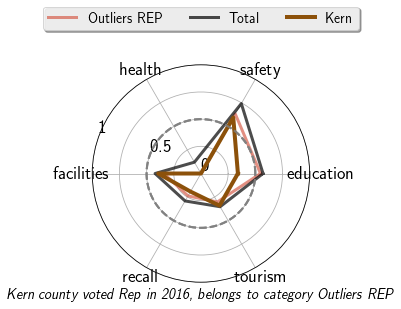 Outliers REP Total Kern
health safety
1
0.5
0
facilities education
recall tourism
Kern county voted Rep in 2016, belongs to category Outliers REP